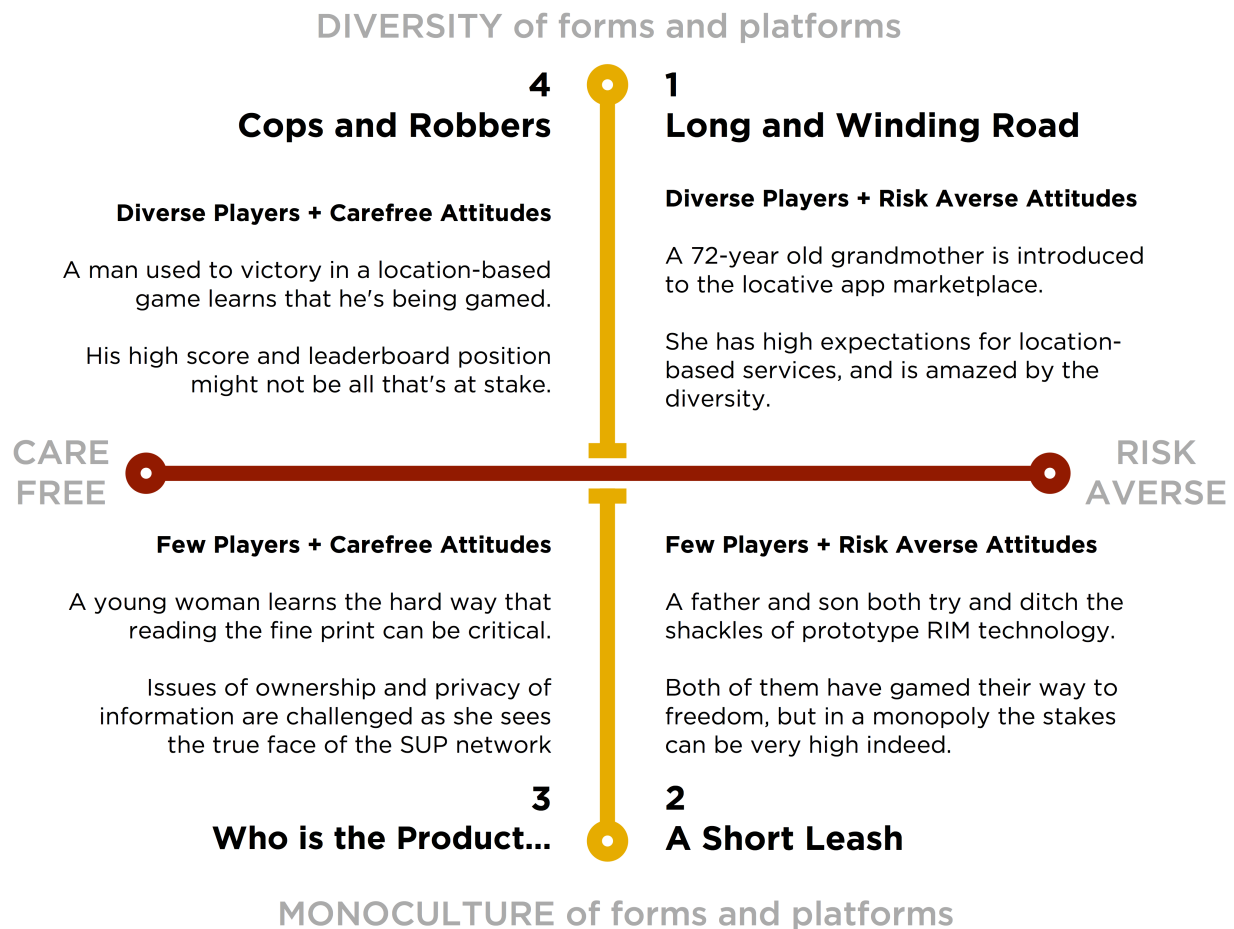 DIVERSITY of forms and platforms
4
Cops and Robbers
Diverse Players + Carefree Attitudes
A man used to victory in a location-based
game learns that he's being gamed.
His high score and leaderboard position
might not be all that's at stake.
1
Long and Winding Road
Diverse Players + Risk Averse Attitudes
A 72-year old grandmother is introduced
to the locative app marketplace.
She has high expectations for location-
based services, and is amazed by the
diversity.
CARE
FREE
RISK
AVERSE
Few Players + Carefree Attitudes
A young woman learns the hard way that
reading the fine print can be critical.
Issues of ownership and privacy of
information are challenged as she sees
the true face of the SUP network
3
Who is the Product...
Few Players + Risk Averse Attitudes
A father and son both try and ditch the
shackles of prototype RIM technology.
Both of them have gamed their way to
freedom, but in a monopoly the stakes
can be very high indeed.
2
A Short Leash
MONOCULTURE of forms and platforms